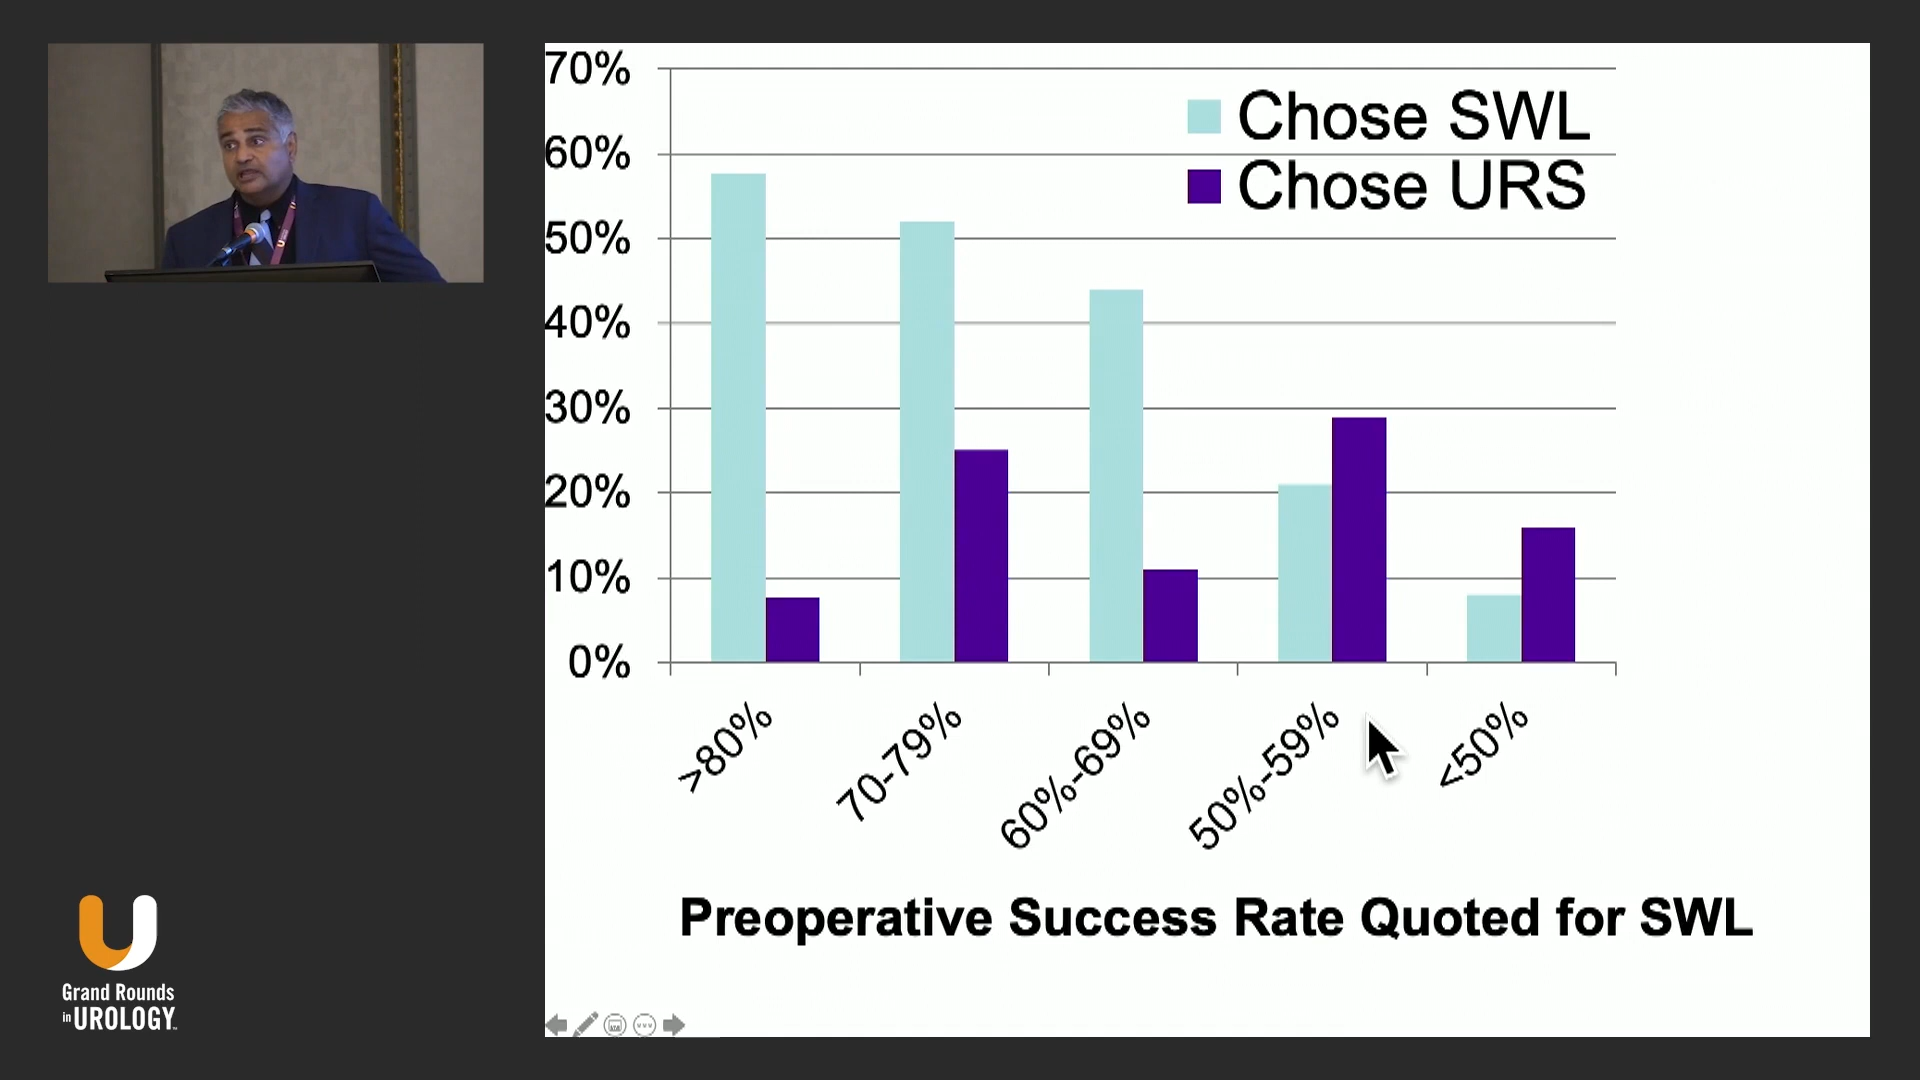 70%
60%
50%
40%
30%
20%
10%
0%
Chose SWL
Chose URS
>80%
70-79%
60%-69%
50%-59%
<50%
Preoperative Success Rate Quoted for SWL
Grand Rounds
in UROLOGY